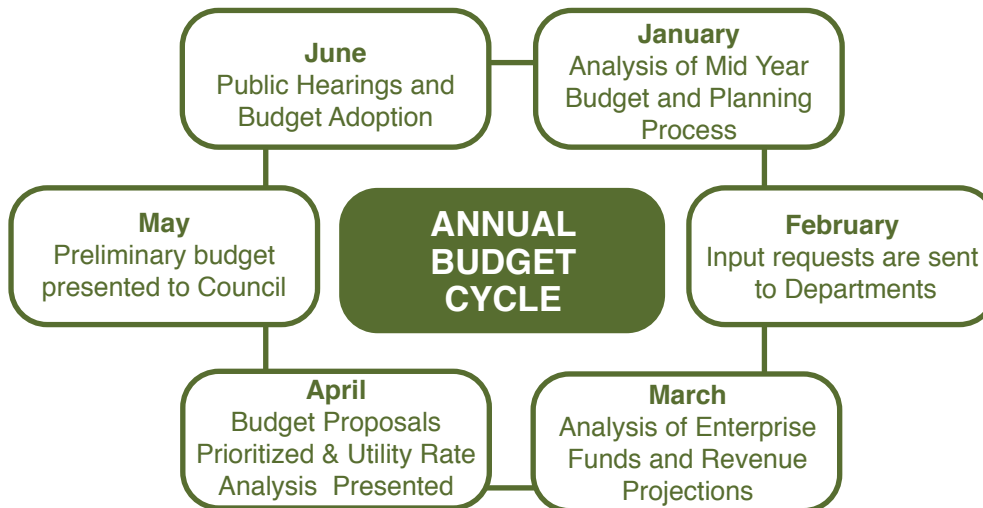 June
Public Hearings and
Budget Adoption
January
Analysis of Mid Year
Budget and Planning
Process
May
Preliminary budget
presented to Council
ANNUAL
BUDGET
CYCLE
February
Input requests are sent
to Departments
April
Budget Proposals
Prioritized & Utility Rate
Analysis Presented
March
Analysis of Enterprise
Funds and Revenue
Projections